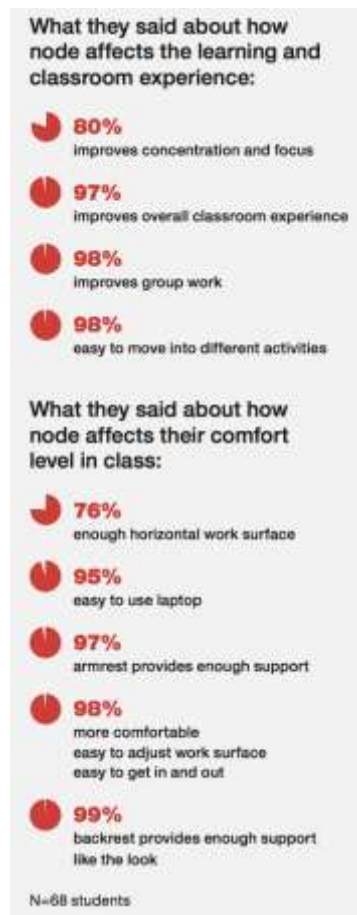 What they said about how
node affects the learning and
classroom experience:
80%
improves concentration and focus
97%
improves overall classroom experience
98%
improves group work
98%
easy to move into different activities
What they said about how
node affects their comfort
level in class:
76%
enough horizontal work surface
95%
easy to use laptop
97%
armrest provides enough support
98%
more comfortable
easy to adjust work surface
easy to get in and out
99%
backrest provides enough support
like the look
N=68 students